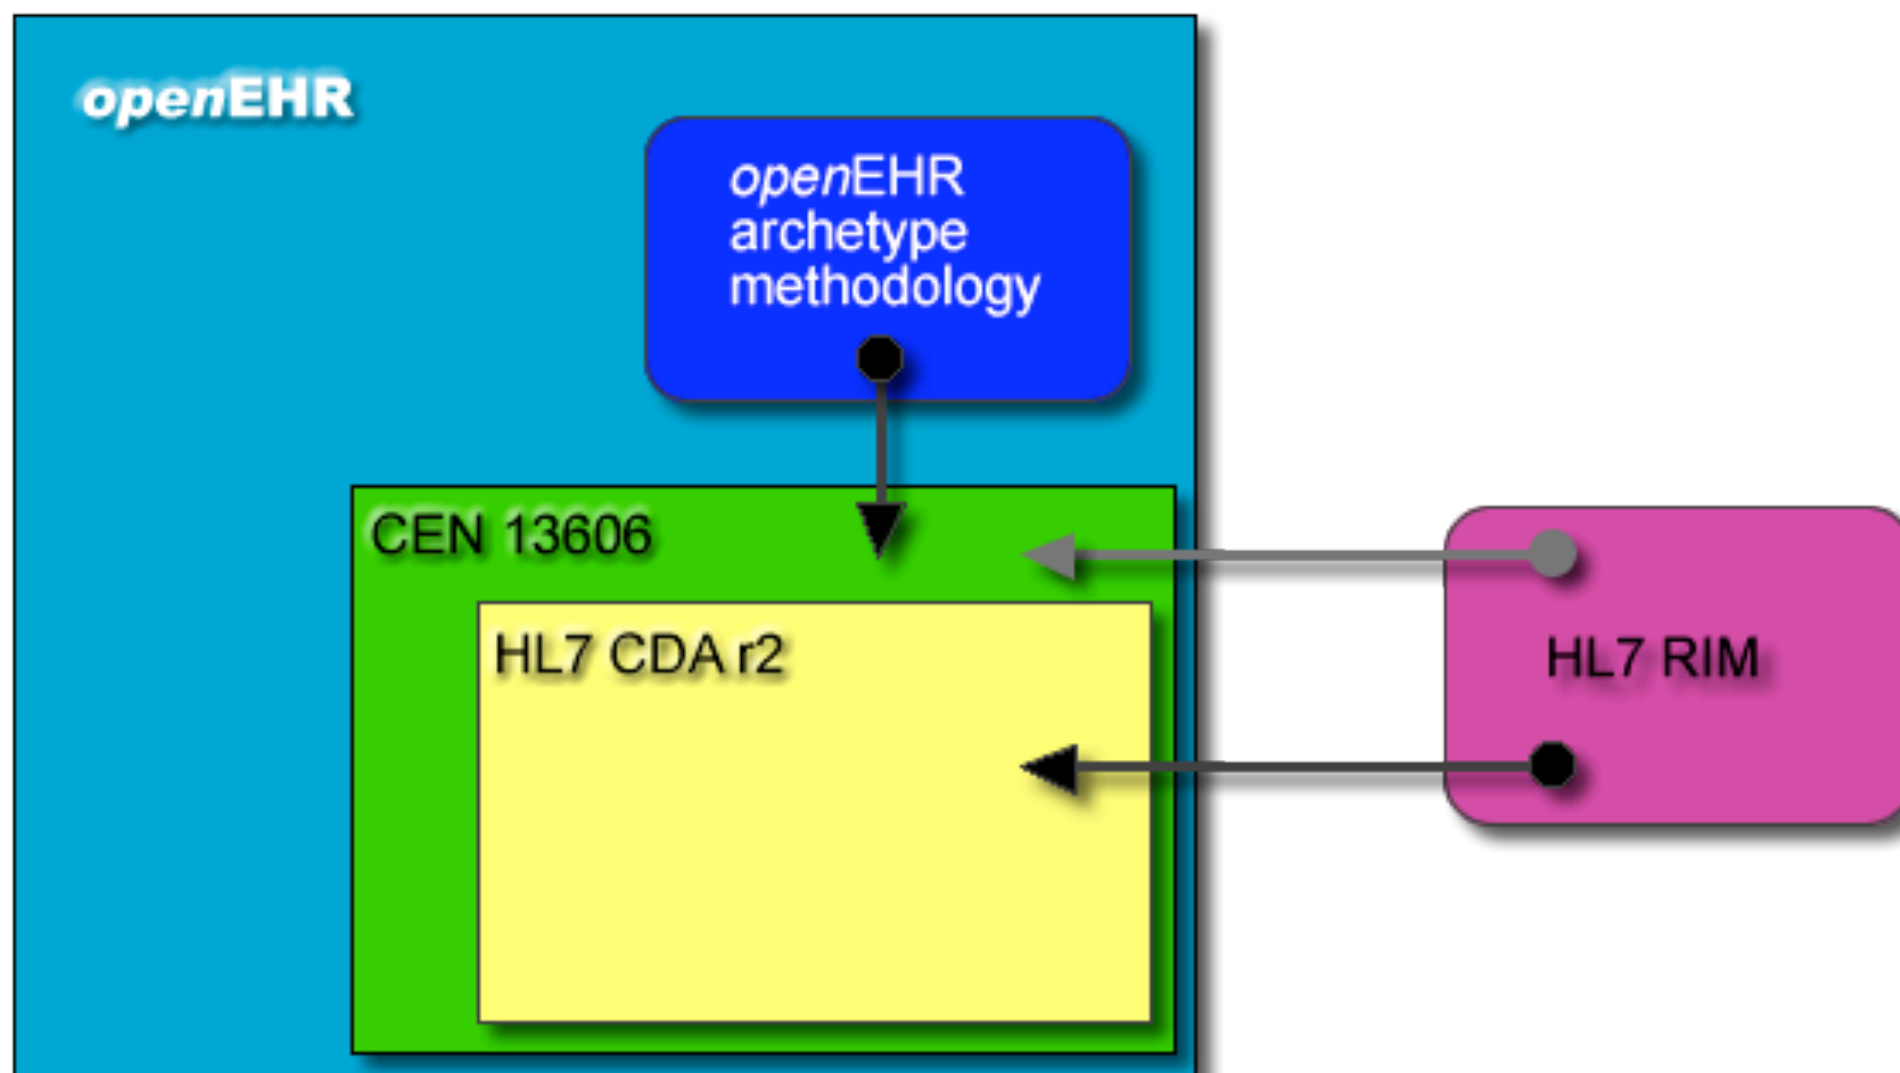 openEHR
openEHR
archetype
methodology
CEN 13606
HL7 CDA r2
HL7 RIM